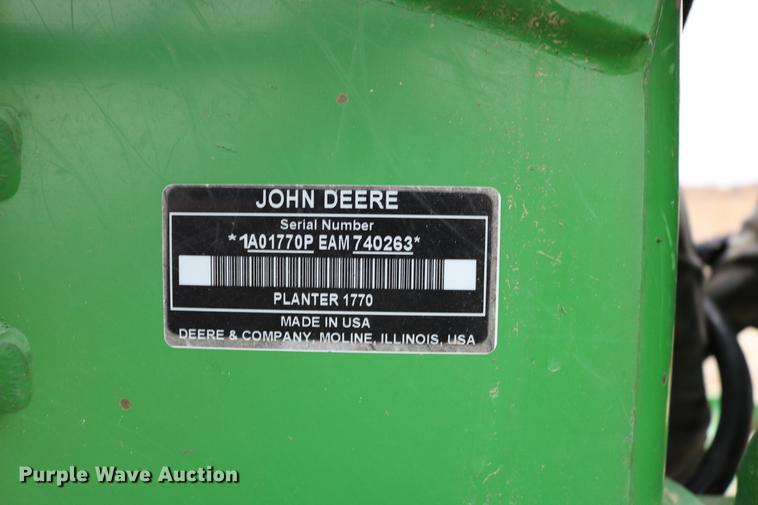 JOHN DEERE
Serial Number
*1A01770P EAM 740263*
PLANTER 1770
MADE IN USA
DEERE & COMPANY, MOLINE, ILLINOIS, USA
Purple Wave Auction